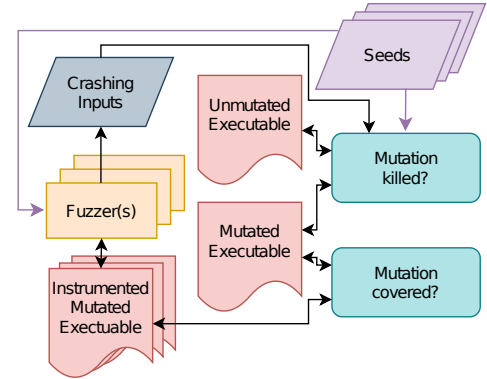 Seeds
Crashing
Inputs
Unmutated
Executable
Mutation
killed?
Fuzzer(s)
Mutated
Executable
Mutation
covered?
Instrumented
Mutated
Exectuable